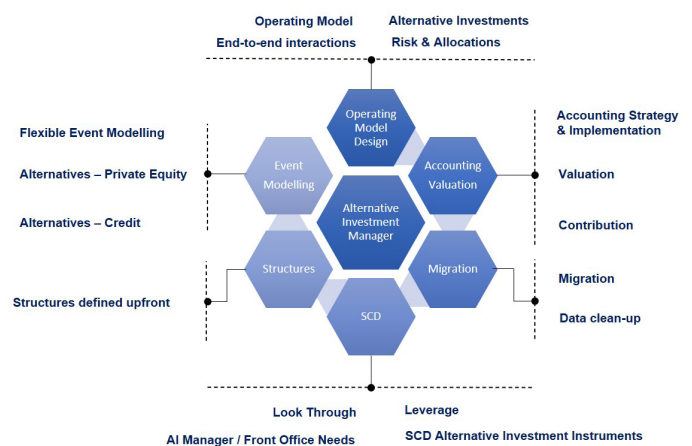 Operating Model
Alternative Investments
End-to-end interactions
Risk & Allocations
Operating
Model
Design
Flexible Event Modelling
Alternatives – Private Equity
Alternatives – Credit
Event
Modelling
Accounting
Valuation
Accounting Strategy
& Implementation
Valuation
Contribution
Alternative
Investment
Manager
Structures
Migration
Structures defined upfront
Migration
Data clean-up
SCD
Look Through
Leverage
AI Manager / Front Office Needs
SCD Alternative Investment Instruments